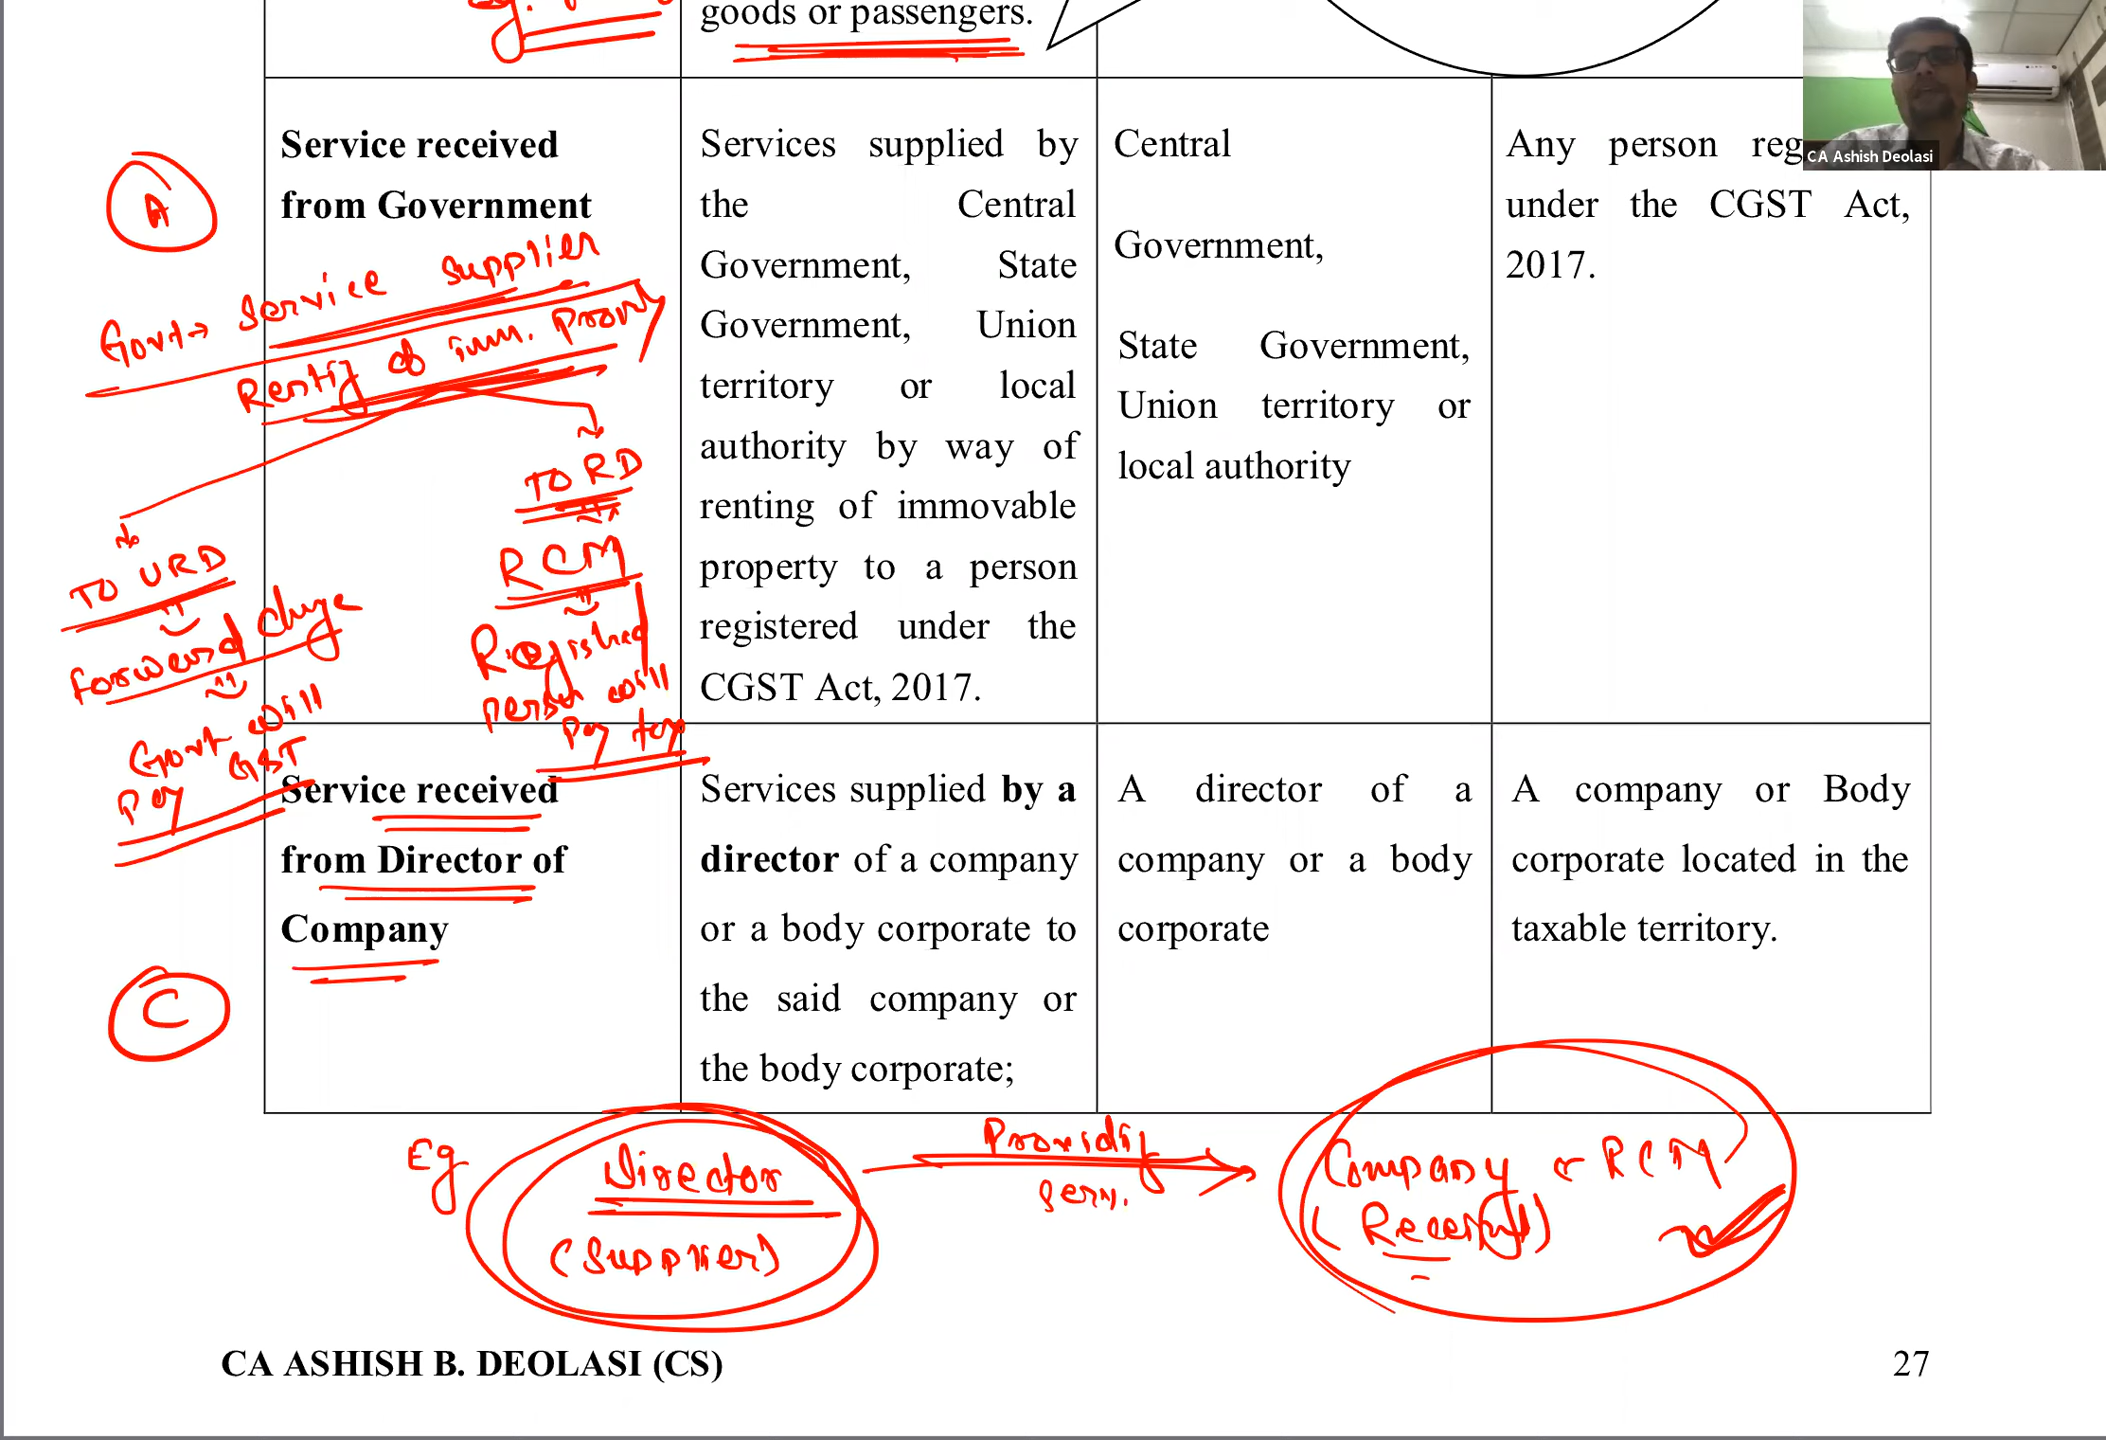 goods or passengers.
Service received
from Government
Services supplied by
the Central
Government, State
Government, Union
territory or local
authority by way of
renting of immovable
property to a person
registered under the
CGST Act, 2017.
Central
Government,
State Government,
Union territory or
local authority
Any person reg
under the CGST Act,
2017.
CA Ashish Deolasi
A
Govt → Service supplier
Renting of imm.
TO URD
forward charge
Govt will
pay GST
TO RD
RCM
Registered
person will
pay tax
Service received
from Director of
Company
Services supplied by a
director of a company
or a body corporate to
the said company or
the body corporate;
A director of a
company or a body
corporate
A company or Body
corporate located in the
taxable territory.
C
Eg
Director
(Supplier)
Providing
Serv.
Company RCM
CA ASHISH B. DEOLASI (CS)
27